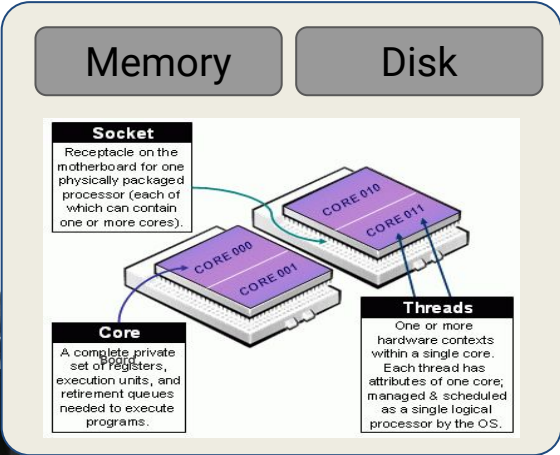 Memory
Disk
Socket
Receptacle on the
motherboard for one
physically packaged
processor (each of
which can contain
one or more cores).
CORE 010
CORE 011
CORE 000
CORE 001
Core
A complete private
set of registers,
Board
execution units, and
retirement queues
needed to execute
programs.
Threads
One or more
hardware contexts
within a single core.
Each thread has
attributes of one core;
managed & scheduled
as a single logical
processor by the OS.